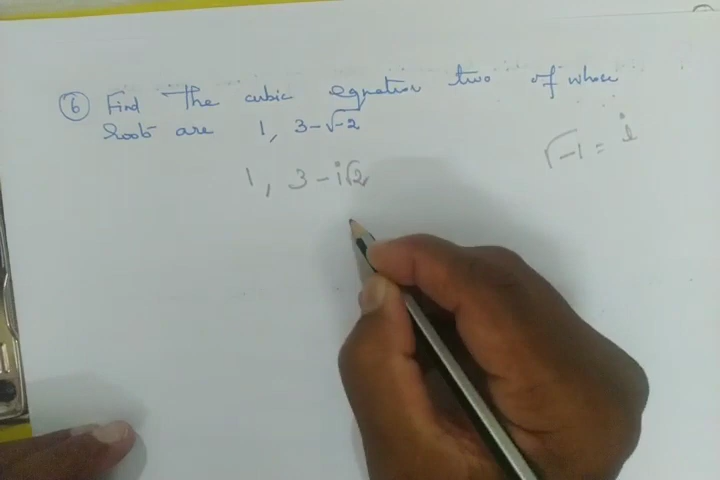 ⑥ Find The cubic equation two of whose
roots are 1, 3-√-2
√-1 = i
1, 3-i√2